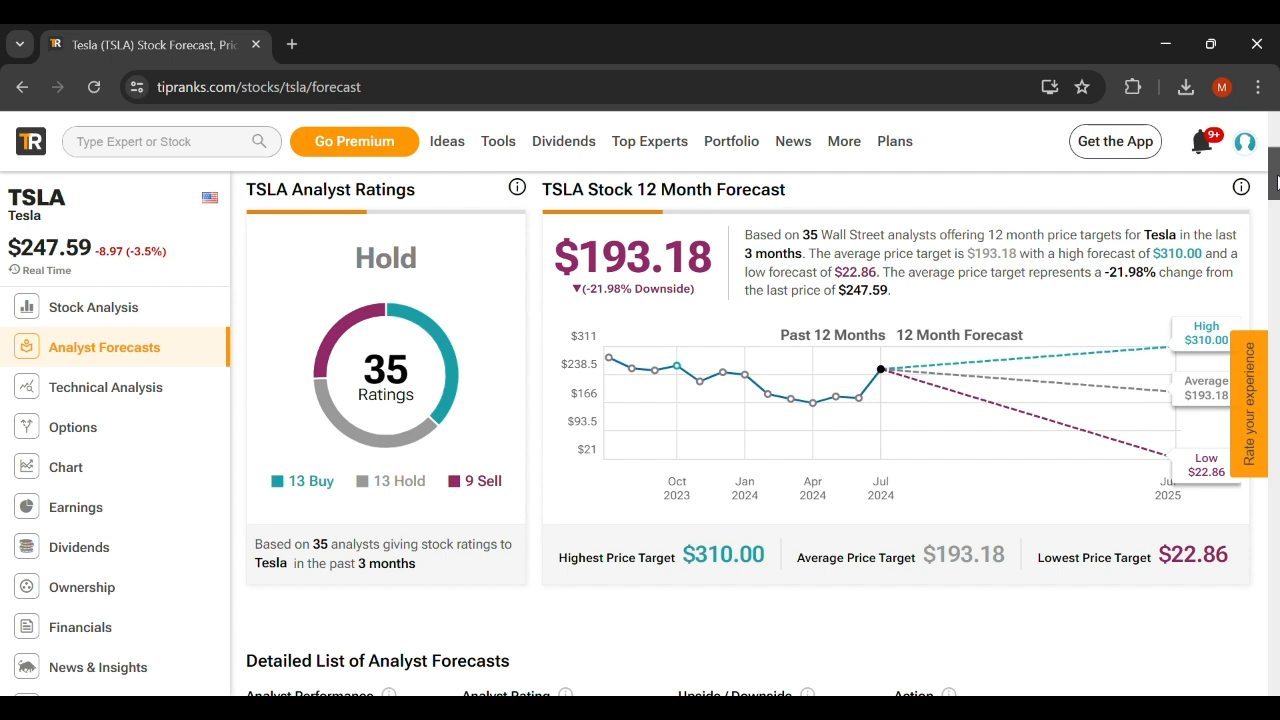 Tesla (TSLA) Stock Forecast, Pric
tipranks.com/stocks/tsla/forecast
M
TR
Type Expert or Stock
Go Premium
Ideas
Tools
Dividends
Top Experts
Portfolio
News
More
Plans
Get the App
9+
TSLA
Tesla
$247.59 -8.97 (-3.5%)
Real Time
Stock Analysis
Analyst Forecasts
Technical Analysis
Options
Chart
Earnings
Dividends
Ownership
Financials
News & Insights
TSLA Analyst Ratings
Hold
35
Ratings
13 Buy
13 Hold
9 Sell
Based on 35 analysts giving stock ratings to
Tesla in the past 3 months
TSLA Stock 12 Month Forecast
$193.18
▼(-21.98% Downside)
Based on 35 Wall Street analysts offering 12 month price targets for Tesla in the last
3 months. The average price target is $193.18 with a high forecast of $310.00 and a
low forecast of $22.86. The average price target represents a -21.98% change from
the last price of $247.59.
Past 12 Months
12 Month Forecast
$311
$238.5
$166
$93.5
$21
Oct
2023
Jan
2024
Apr
2024
Jul
2024
Ju
2025
High
$310.00
Average
$193.18
Low
$22.86
Rate your experience
Highest Price Target $310.00
Average Price Target $193.18
Lowest Price Target $22.86
Detailed List of Analyst Forecasts
Analyst Performance
Analyst Rating
Upside / Downside
Action